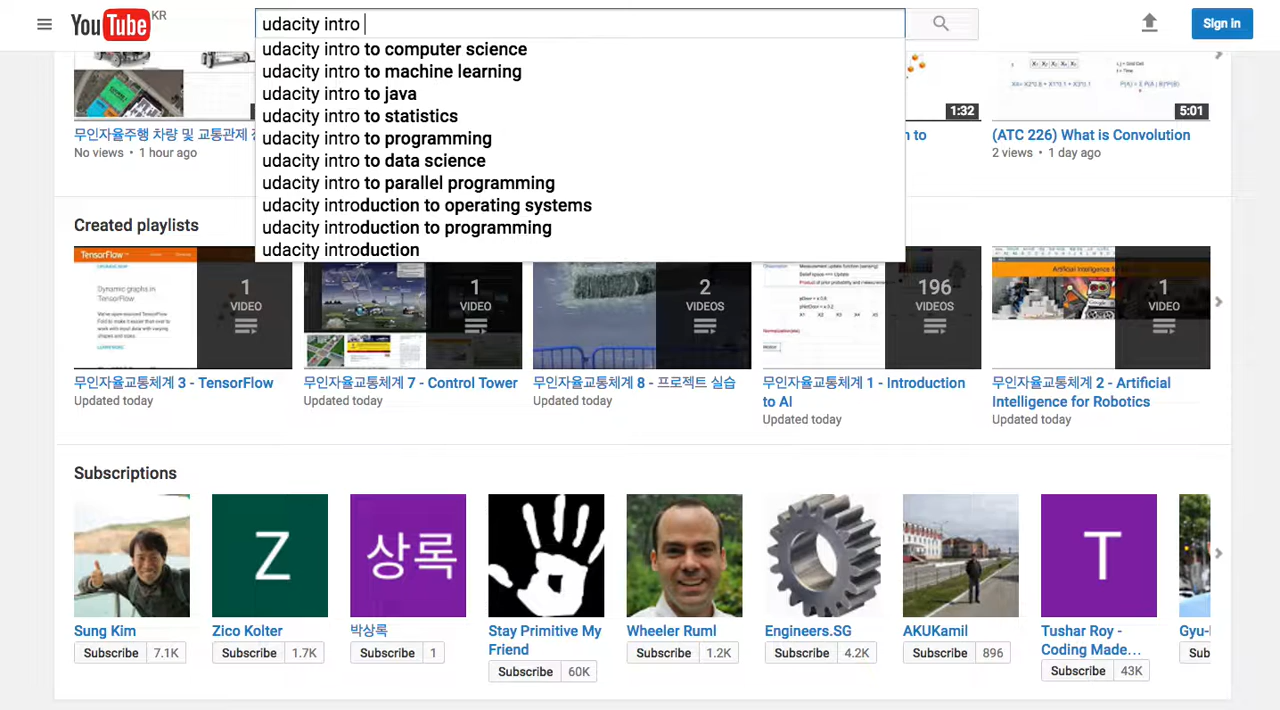 YouTube KR
udacity intro
Sign in
udacity intro to computer science
udacity intro to machine learning
udacity intro to java
udacity intro to statistics
udacity intro to programming
udacity intro to data science
udacity intro to parallel programming
udacity introduction to operating systems
udacity introduction to programming
udacity introduction
1:32
5:01
무인자율주행 차량 및 교통관제
No views • 1 hour ago
to
(ATC 226) What is Convolution
2 views • 1 day ago
Created playlists
TensorFlow
Dynamic graphs in
TensorFlow
1
VIDEO
1
VIDEO
2
VIDEOS
196
VIDEOS
1
VIDEO
무인자율교통체계 3 - TensorFlow
Updated today
무인자율교통체계 7 - Control Tower
Updated today
무인자율교통체계 8 - 프로젝트 실습
Updated today
무인자율교통체계 1 - Introduction
to AI
Updated today
무인자율교통체계 2 - Artificial
Intelligence for Robotics
Updated today
Subscriptions
Z
상록
T
Sung Kim
Subscribe 7.1K
Zico Kolter
Subscribe 1.7K
박상록
Subscribe 1
Stay Primitive My
Friend
Subscribe 60K
Wheeler Ruml
Subscribe 1.2K
Engineers.SG
Subscribe 4.2K
AKUKamil
Subscribe 896
Tushar Roy -
Coding Made...
Subscribe 43K
Gyu-
Sub